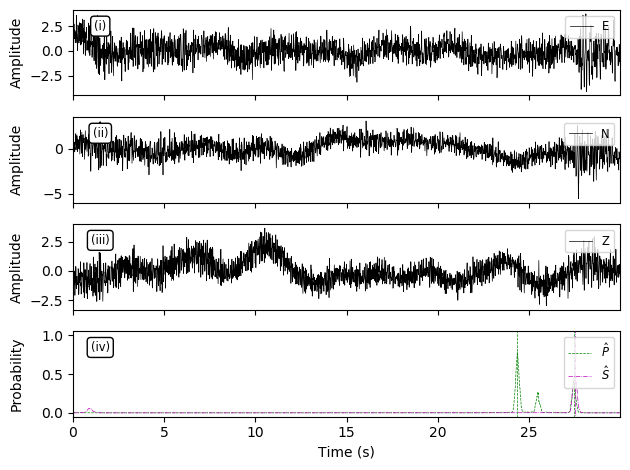 2.5
0.0
−2.5
Amplitude
(i)
E
0
−5
Amplitude
(ii)
N
2.5
0.0
−2.5
Amplitude
(iii)
Z
1.0
0.5
0.0
Probability
(iv)
P̂
Ŝ
0 5 10 15 20 25
Time (s)